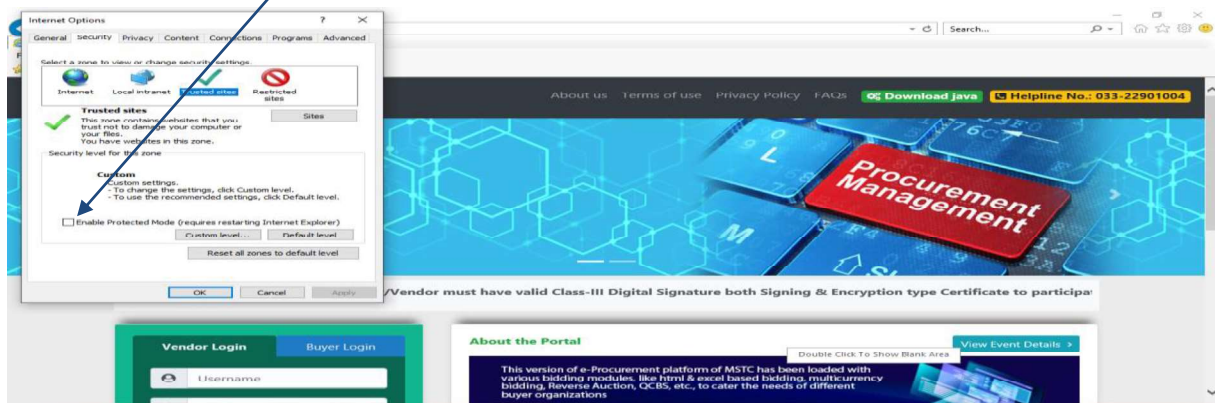 Internet Options
? ×
General Security Privacy Content Connections Programs Advanced
Select a zone to view or change security settings.
Internet Local intranet Trusted sites Restricted sites
Trusted sites
Sites
This zone contains websites that you
trust not to damage your computer or
your files.
You have websites in this zone.
Security level for this zone
Custom
Custom settings.
- To change the settings, click Custom level.
- To use the recommended settings, click Default level.
Enable Protected Mode (requires restarting Internet Explorer)
Custom level... Default level
Reset all zones to default level
OK Cancel Apply
Search...
About us Terms of use Privacy Policy FAQs Download java Helpline No.: 033-22901004
Procurement
Management
/Vendor must have valid Class-III Digital Signature both Signing & Encryption type Certificate to participa
Vendor Login Buyer Login
Username
About the Portal
View Event Details >
Double Click To Show Blank Area
This version of e-Procurement platform of MSTC has been loaded with
various bidding modules, like html & excel based bidding, multicurrency
bidding, Reverse Auction, QCBS, etc., to cater the needs of different
buyer organizations